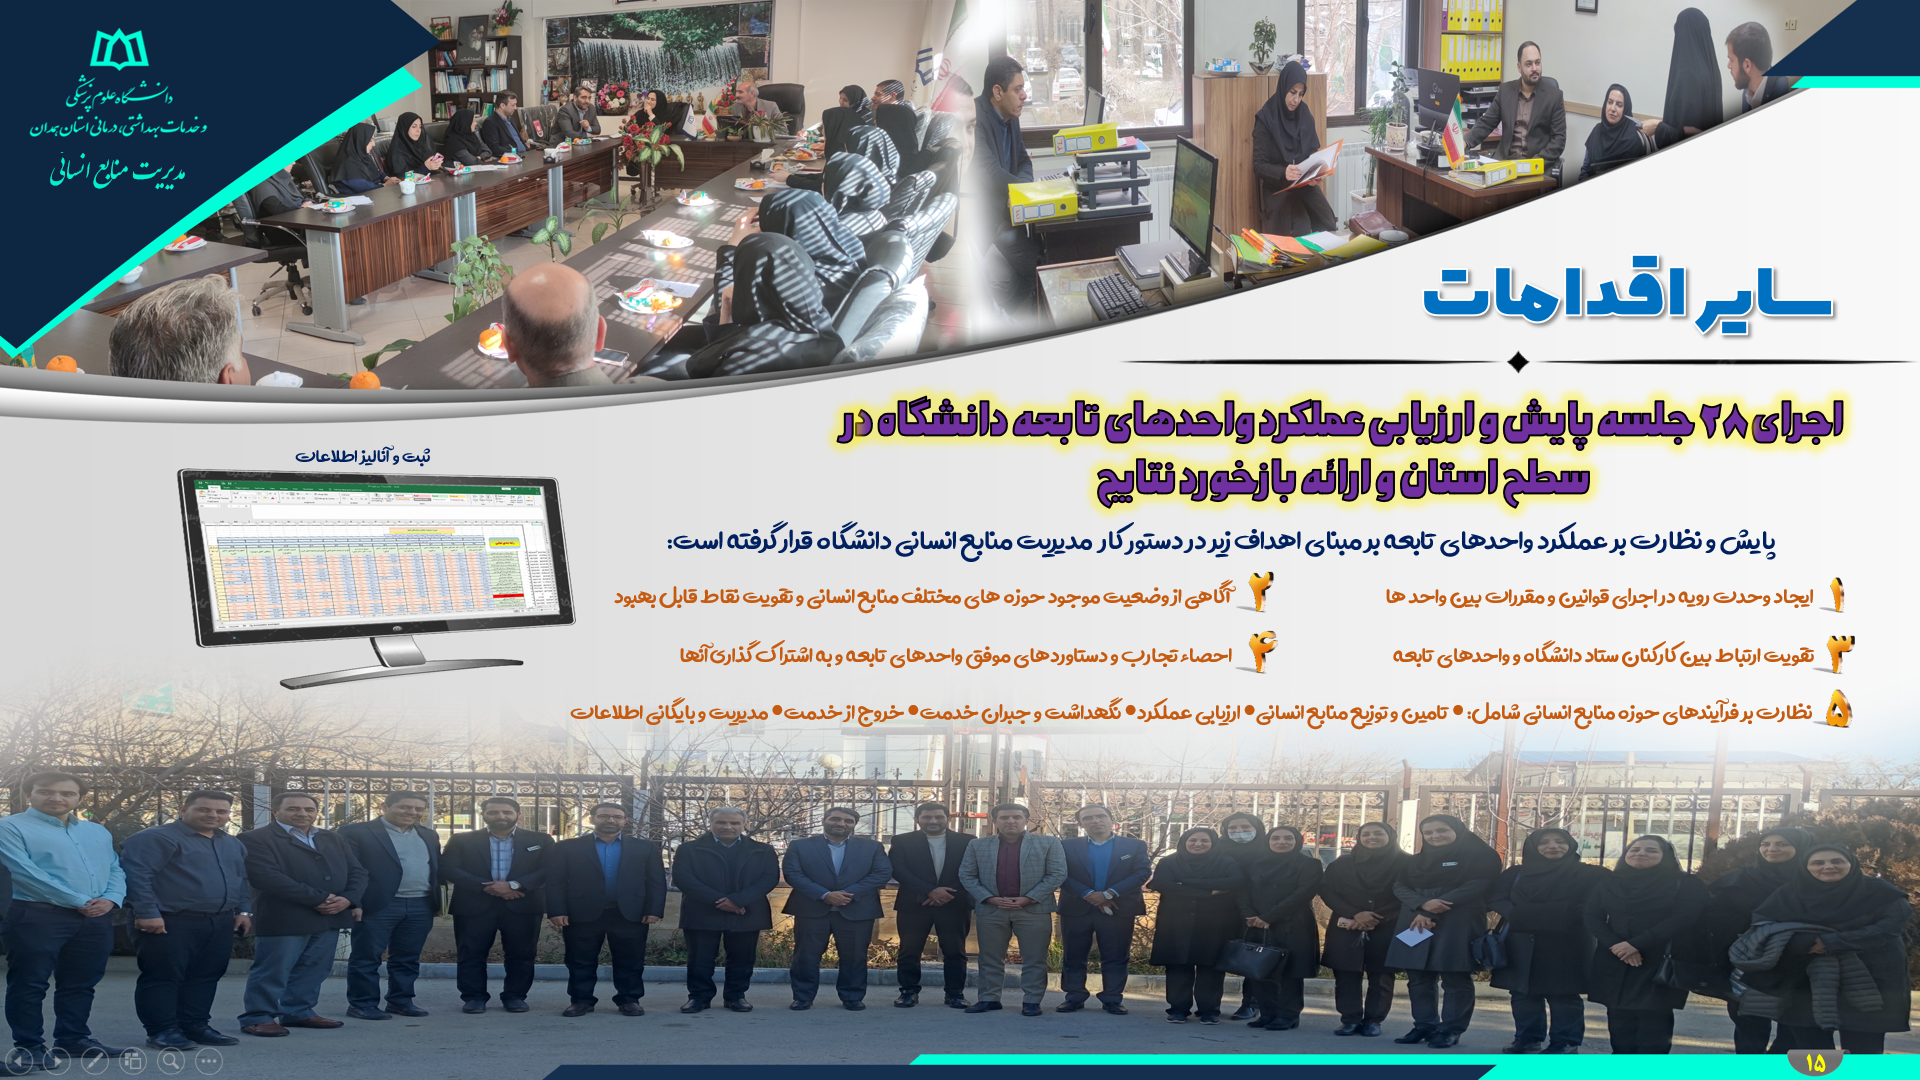 دانشگاه علوم پزشکی
و خدمات بهداشتی، درمانی استان همدان
مدیریت منابع انسانی
سایر اقدامات
اجرای ۲۸ جلسه پایش و ارزیابی عملکرد واحدهای تابعه دانشگاه در
سطح استان و ارائه بازخورد نتایج
ثبت و آنالیز اطلاعات
پایش و نظارت بر عملکرد واحدهای تابعه بر مبنای اهداف زیر در دستور کار مدیریت منابع انسانی دانشگاه قرار گرفته است:
۱ ایجاد وحدت رویه در اجرای قوانین و مقررات بین واحد ها
۲ آگاهی از وضعیت موجود حوزه های مختلف منابع انسانی و تقویت نقاط قابل بهبود
۳ تقویت ارتباط بین کارکنان ستاد دانشگاه و واحدهای تابعه
۴ احصاء تجارب و دستاوردهای موفق واحدهای تابعه و به اشتراک گذاری آنها
۵ نظارت بر فرآیندهای حوزه منابع انسانی شامل: • تامین و توزیع منابع انسانی• ارزیابی عملکرد• نگهداشت و جبران خدمت• خروج از خدمت• مدیریت و بایگانی اطلاعات
۱۵